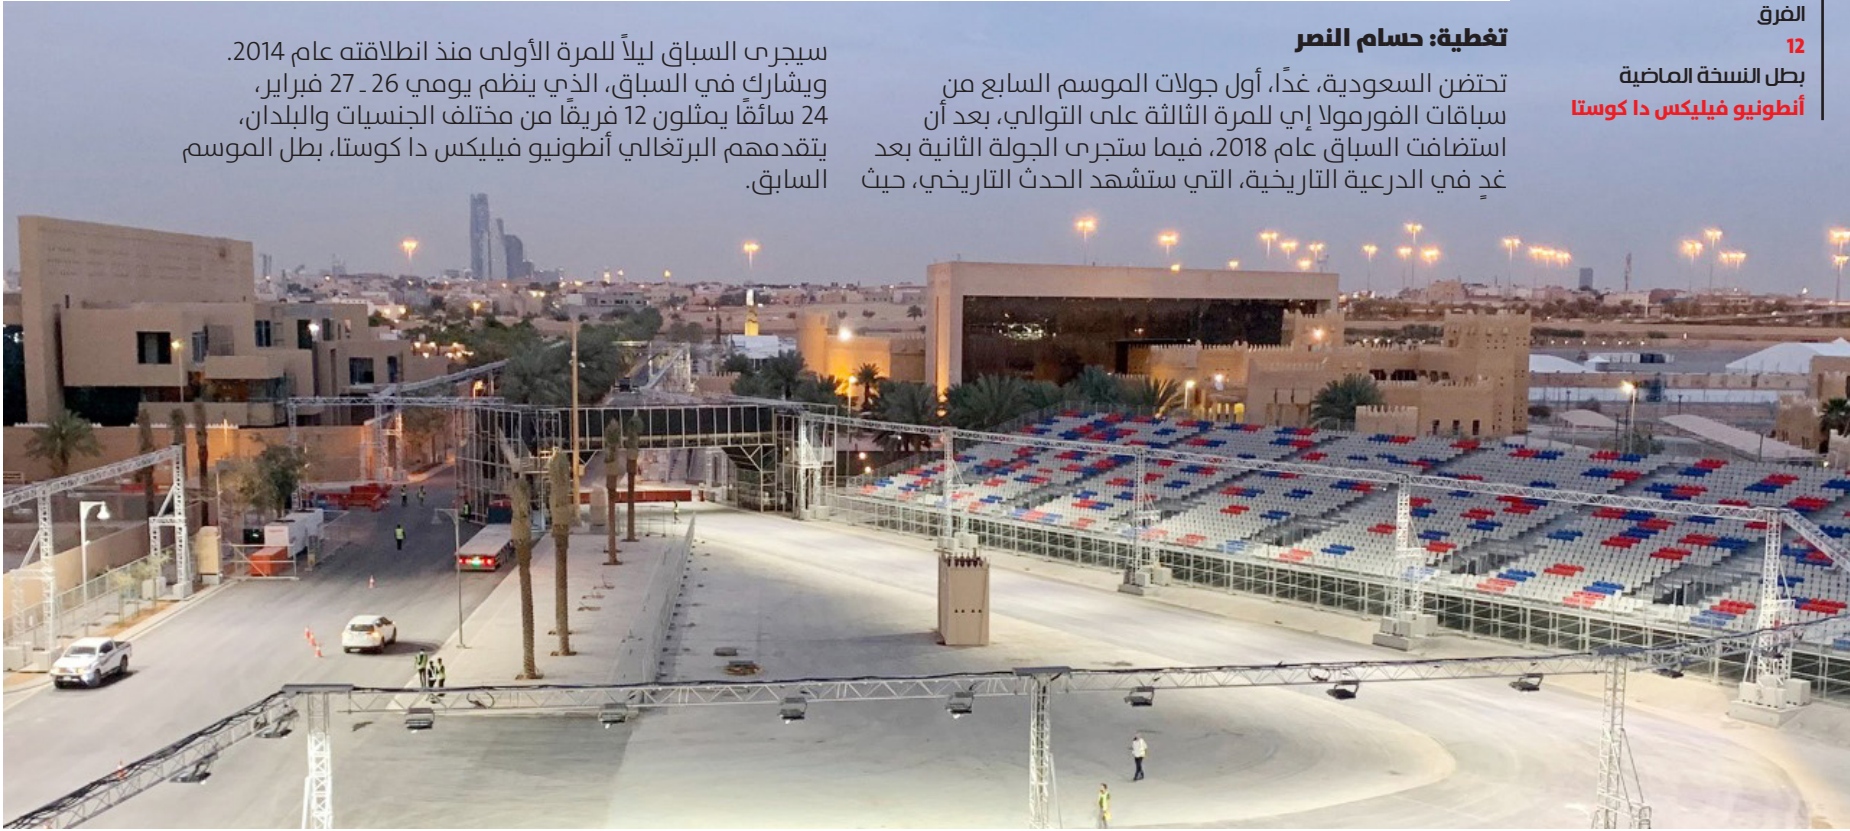 الفرق
12
بطل النسخة الماضية
أنطونيو فيليكس دا كوستا
تغطية: حسام النصر
تحتضن السعودية، غدًا، أول جولات الموسم السابع من
سباقات الفورمولا إي للمرة الثالثة على التوالي، بعد أن
استضافت السباق عام 2018، فيما ستجرى الجولة الثانية بعد
غدٍ في الدرعية التاريخية، التي ستشهد الحدث التاريخي، حيث
سيجرى السباق ليلاً للمرة الأولى منذ انطلاقته عام 2014.
ويشارك في السباق، الذي ينظم يومي 26 ـ 27 فبراير،
24 سائقًا يمثلون 12 فريقًا من مختلف الجنسيات والبلدان،
يتقدمهم البرتغالي أنطونيو فيليكس دا كوستا، بطل الموسم
السابق.